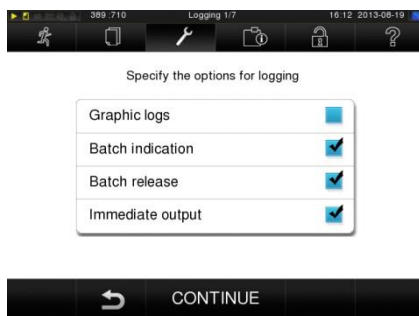 389 :710 Logging 1/7 16:12 2013-08-19
Specify the options for logging
Graphic logs
Batch indication
Batch release
Immediate output
CONTINUE